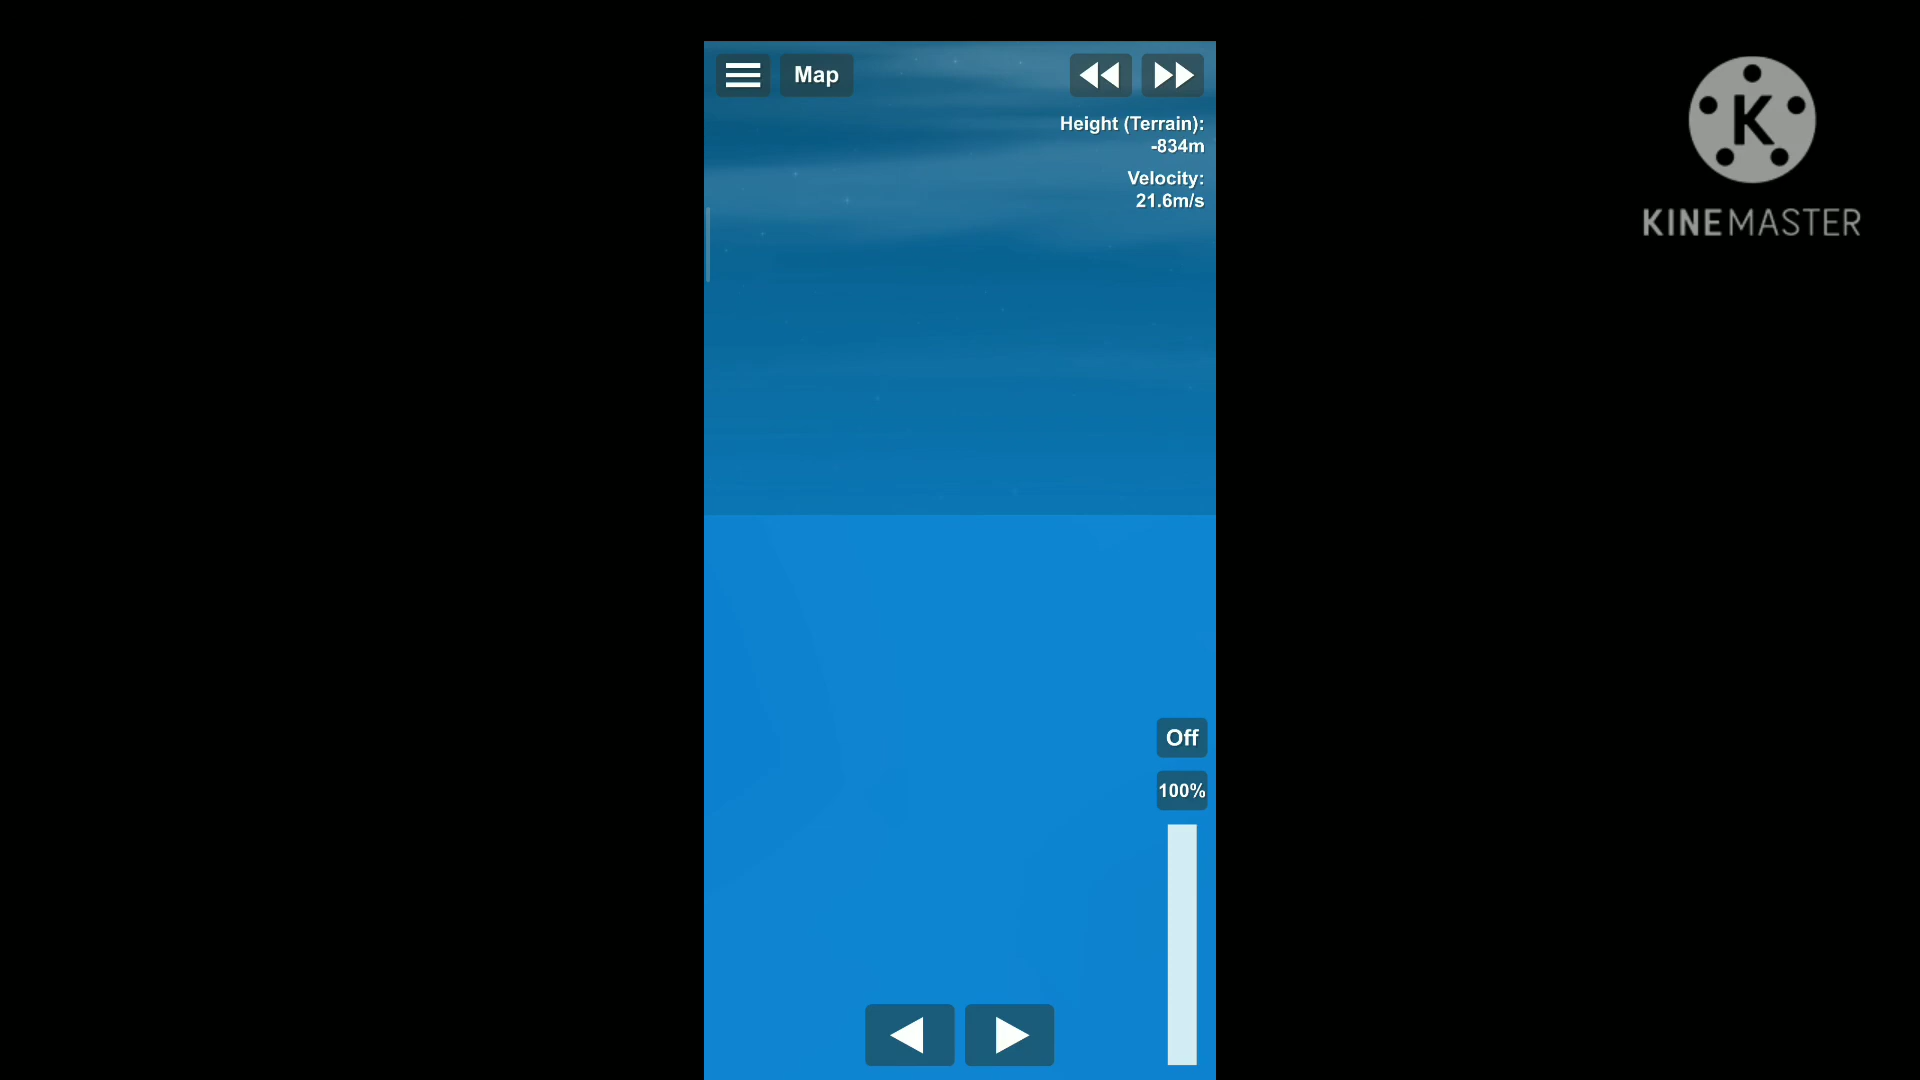 Map
Height (Terrain):
-834m
Velocity:
21.6m/s
Off
100%
K
KINEMASTER